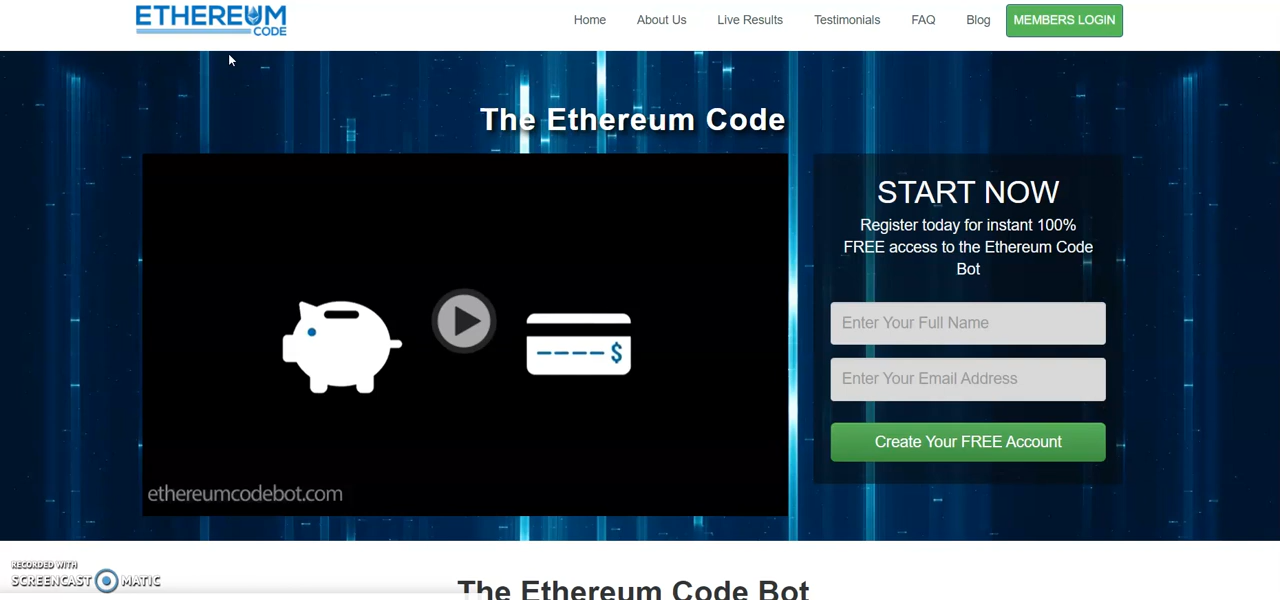 ETHEREUM
CODE
Home About Us Live Results Testimonials FAQ Blog MEMBERS LOGIN
The Ethereum Code
START NOW
Register today for instant 100%
FREE access to the Ethereum Code
Bot
Enter Your Full Name
Enter Your Email Address
Create Your FREE Account
$
ethereumcodebot.com
RECORDED WITH
SCREENCAST MATIC
The Ethereum Code Bot